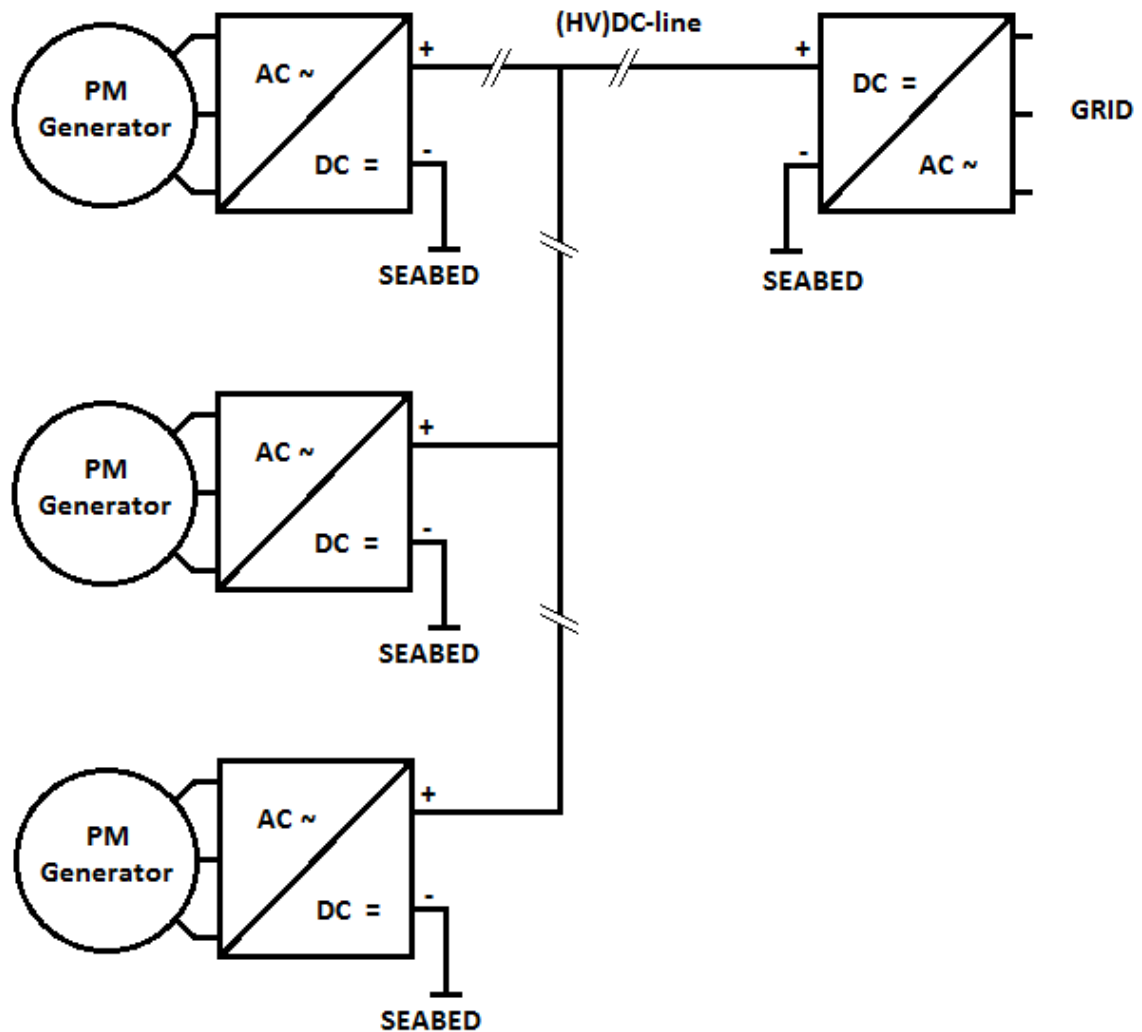 (HV)DC-line
PM
Generator
AC ~
DC =
+
-
SEABED
+
-
DC =
AC ~
GRID
SEABED
PM
Generator
AC ~
DC =
+
-
SEABED
PM
Generator
AC ~
DC =
+
-
SEABED